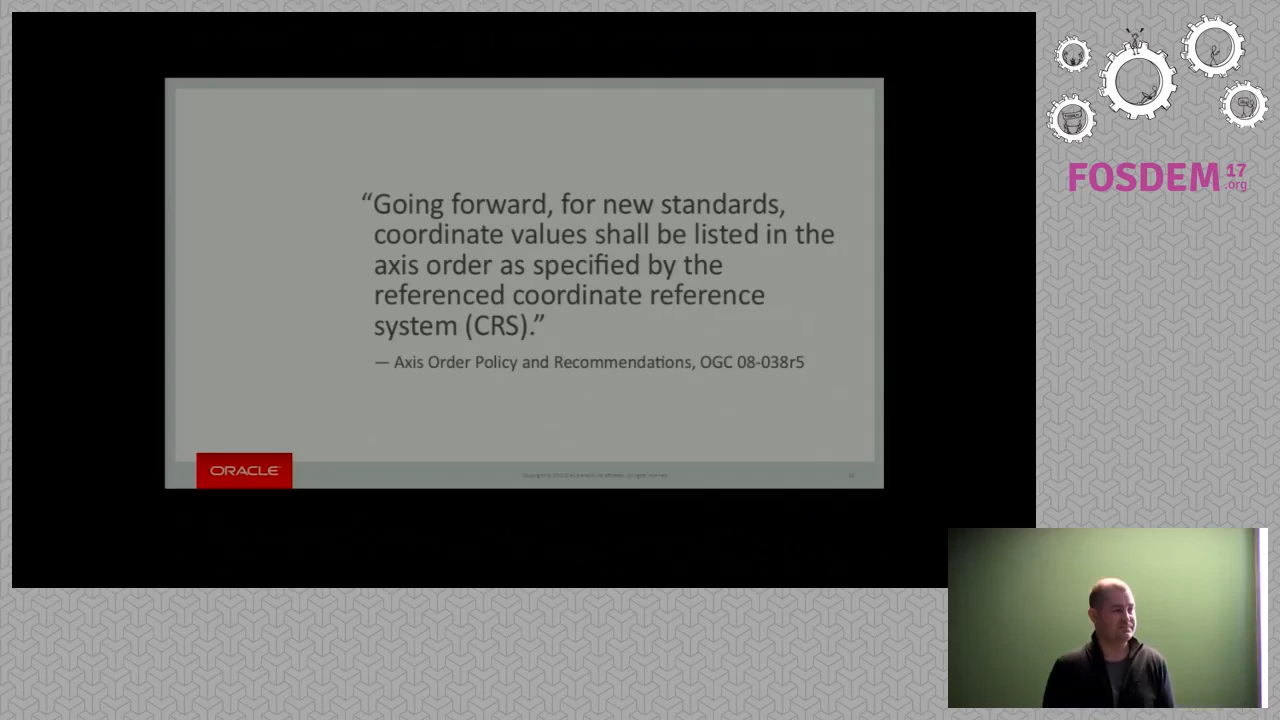 “Going forward, for new standards,
coordinate values shall be listed in the
axis order as specified by the
referenced coordinate reference
system (CRS).”
— Axis Order Policy and Recommendations, OGC 08-038r5
ORACLE
FOSDEM 17
.org